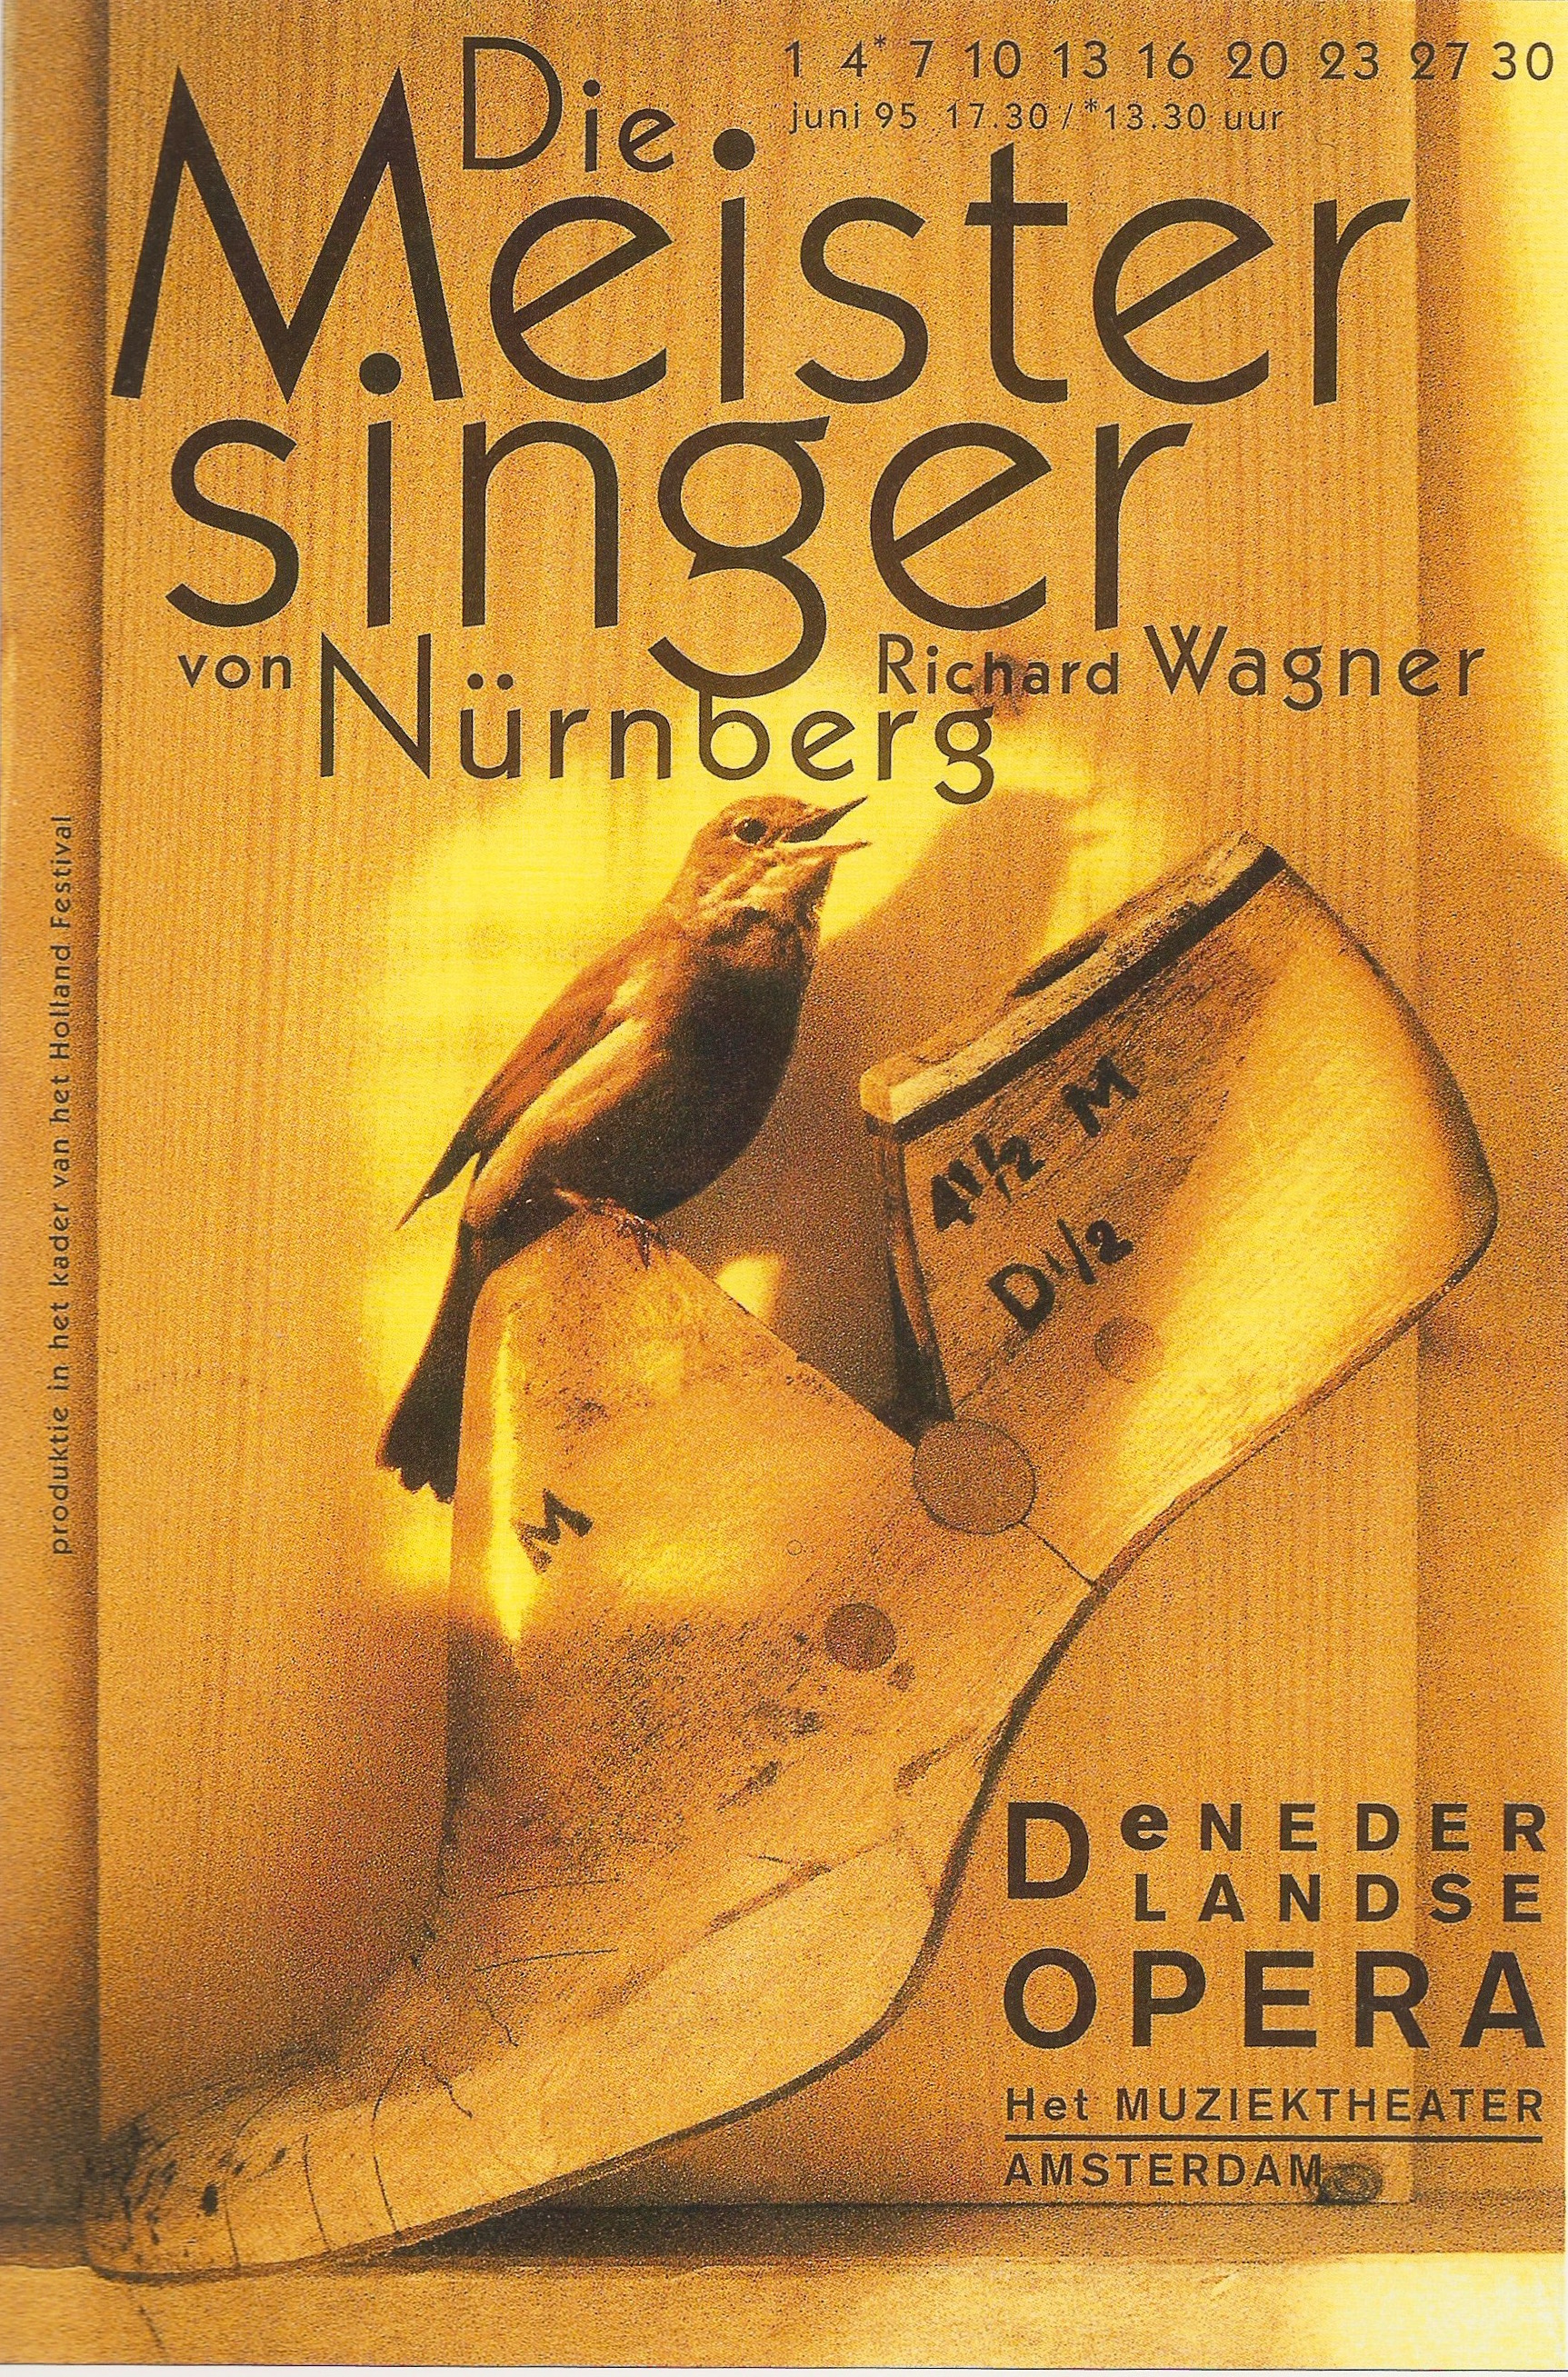 1 4* 7 10 13 16 20 23 27 30
juni 95 17.30 / *13.30 uur
Die
Meister
singer
von Nürnberg
Richard Wagner
produktie in het kader van het Holland Festival
4 1/2 M
D 1/2
M
De NEDER
LANDSE
OPERA
Het MUZIEKTHEATER
AMSTERDAM